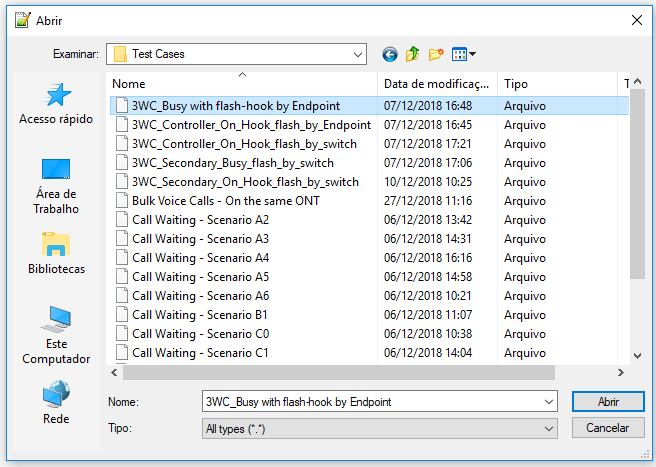 Abrir
Examinar: Test Cases
Nome Data de modificaç... Tipo T
3WC_Busy with flash-hook by Endpoint 07/12/2018 16:48 Arquivo
3WC_Controller_On_Hook_flash_by_Endpoint 07/12/2018 16:45 Arquivo
3WC_Controller_On_Hook_flash_by_switch 07/12/2018 17:21 Arquivo
3WC_Secondary_Busy_flash_by_switch 07/12/2018 17:06 Arquivo
3WC_Secondary_On_Hook_flash_by_switch 10/12/2018 10:25 Arquivo
Bulk Voice Calls - On the same ONT 27/12/2018 11:16 Arquivo
Call Waiting - Scenario A2 06/12/2018 13:42 Arquivo
Call Waiting - Scenario A3 06/12/2018 14:31 Arquivo
Call Waiting - Scenario A4 06/12/2018 16:16 Arquivo
Call Waiting - Scenario A5 06/12/2018 14:58 Arquivo
Call Waiting - Scenario A6 06/12/2018 10:21 Arquivo
Call Waiting - Scenario B1 06/12/2018 11:07 Arquivo
Call Waiting - Scenario C0 06/12/2018 10:38 Arquivo
Call Waiting - Scenario C1 06/12/2018 14:04 Arquivo
Acesso rápido
Área de
Trabalho
Bibliotecas
Este
Computador
Rede
Nome: 3WC_Busy with flash-hook by Endpoint Abrir
Tipo: All types (*.*) Cancelar